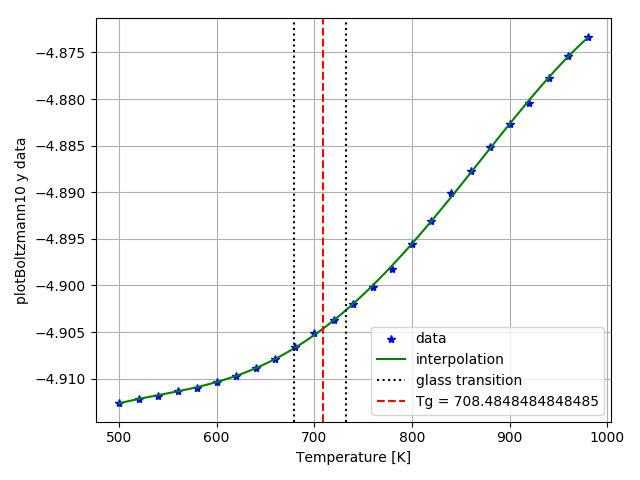 −4.875
−4.880
−4.885
−4.890
−4.895
−4.900
−4.905
−4.910
plotBoltzmann10 y data
data
interpolation
glass transition
Tg = 708.4848484848485
500 600 700 800 900 1000
Temperature [K]